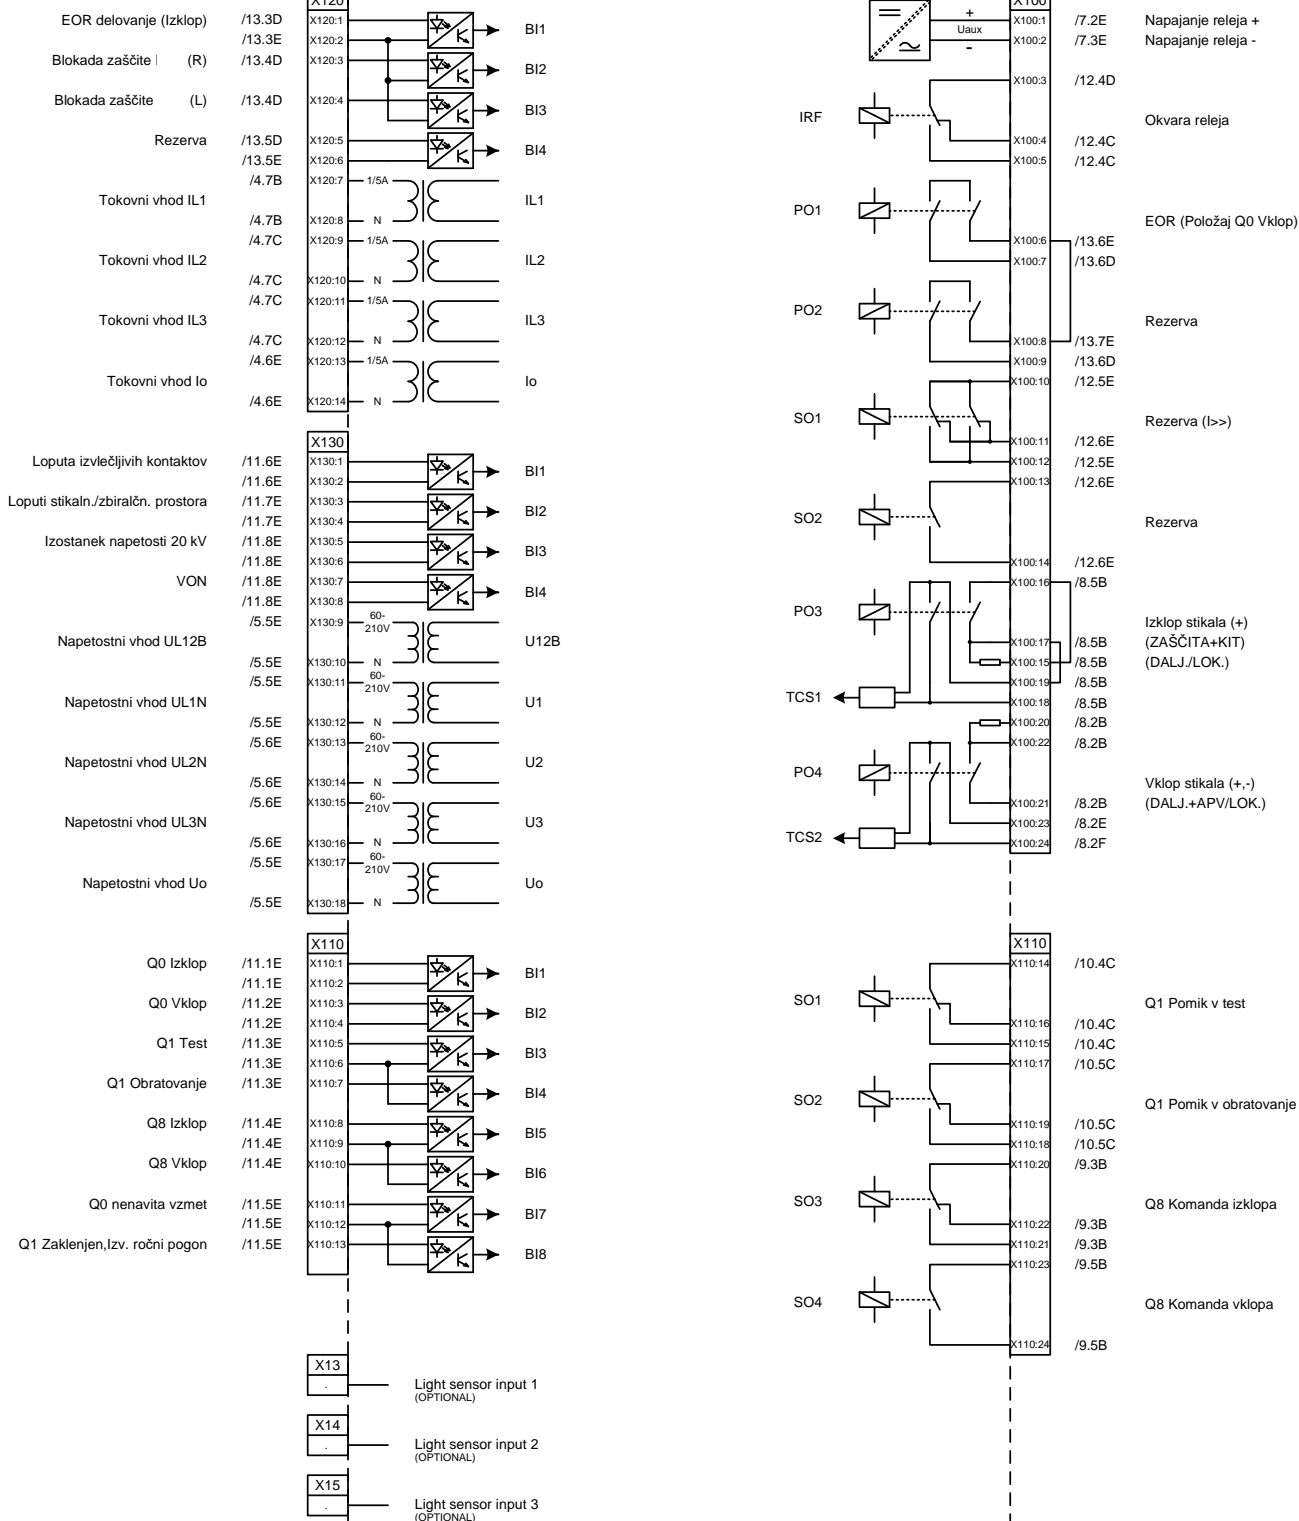 X120
EOR delovanje (Izklop) /13.3D X120:1 BI1
/13.3E X120:2
Blokada zaščite (R) /13.4D X120:3 BI2
Blokada zaščite (L) /13.4D X120:4 BI3
Rezerva /13.5D X120:5 BI4
/13.5E X120:6
/4.7B X120:7 1/5A
Tokovni vhod IL1 IL1
/4.7B X120:8 N
/4.7C X120:9 1/5A
Tokovni vhod IL2 IL2
/4.7C X120:10 N
/4.7C X120:11 1/5A
Tokovni vhod IL3 IL3
/4.7C X120:12 N
/4.6E X120:13 1/5A
Tokovni vhod Io Io
/4.6E X120:14 N
X130
Loputa izvlečljivih kontaktov /11.6E X130:1 BI1
/11.6E X130:2
Loputi stikaln./zbiralčn. prostora /11.7E X130:3 BI2
/11.7E X130:4
Izostanek napetosti 20 kV /11.8E X130:5 BI3
/11.8E X130:6
VON /11.8E X130:7 BI4
/11.8E X130:8
/5.5E X130:9 60-210V
Napetostni vhod UL12B U12B
/5.5E X130:10 N
/5.5E X130:11 60-210V
Napetostni vhod UL1N U1
/5.5E X130:12 N
/5.6E X130:13 60-210V
Napetostni vhod UL2N U2
/5.6E X130:14 N
/5.6E X130:15 60-210V
Napetostni vhod UL3N U3
/5.6E X130:16 N
/5.5E X130:17 60-210V
Napetostni vhod Uo Uo
/5.5E X130:18 N
X110
Q0 Izklop /11.1E X110:1 BI1
/11.1E X110:2
Q0 Vklop /11.2E X110:3 BI2
/11.2E X110:4
Q1 Test /11.3E X110:5 BI3
/11.3E X110:6
Q1 Obratovanje /11.3E X110:7 BI4
Q8 Izklop /11.4E X110:8 BI5
/11.4E X110:9
Q8 Vklop /11.4E X110:10 BI6
Q0 nenavita vzmet /11.5E X110:11 BI7
/11.5E X110:12
Q1 Zaklenjen,Izv. ročni pogon /11.5E X110:13 BI8
X13
.
Light sensor input 1
(OPTIONAL)
X14
.
Light sensor input 2
(OPTIONAL)
X15
.
Light sensor input 3
(OPTIONAL)
X100
+ X100:1 /7.2E Napajanje releja +
Uaux
- X100:2 /7.3E Napajanje releja -
X100:3 /12.4D
IRF Okvara releja
X100:4 /12.4C
X100:5 /12.4C
PO1 EOR (Položaj Q0 Vklop)
X100:6 /13.6E
X100:7 /13.6D
PO2 Rezerva
X100:8 /13.7E
X100:9 /13.6D
X100:10 /12.5E
SO1 Rezerva (I>>)
X100:11 /12.6E
X100:12 /12.5E
X100:13 /12.6E
SO2 Rezerva
X100:14 /12.6E
X100:16 /8.5B
PO3 Izklop stikala (+)
X100:17 /8.5B (ZAŠČITA+KIT)
X100:15 /8.5B (DALJ./LOK.)
X100:19 /8.5B
TCS1 X100:18 /8.5B
X100:20 /8.2B
X100:22 /8.2B
PO4 Vklop stikala (+,-)
X100:21 /8.2B (DALJ.+APV/LOK.)
X100:23 /8.2E
TCS2 X100:24 /8.2F
X110
X110:14 /10.4C
SO1 Q1 Pomik v test
X110:16 /10.4C
X110:15 /10.4C
X110:17 /10.5C
SO2 Q1 Pomik v obratovanje
X110:19 /10.5C
X110:18 /10.5C
X110:20 /9.3B
SO3 Q8 Komanda izklopa
X110:22 /9.3B
X110:21 /9.3B
X110:23 /9.5B
SO4 Q8 Komanda vklopa
X110:24 /9.5B